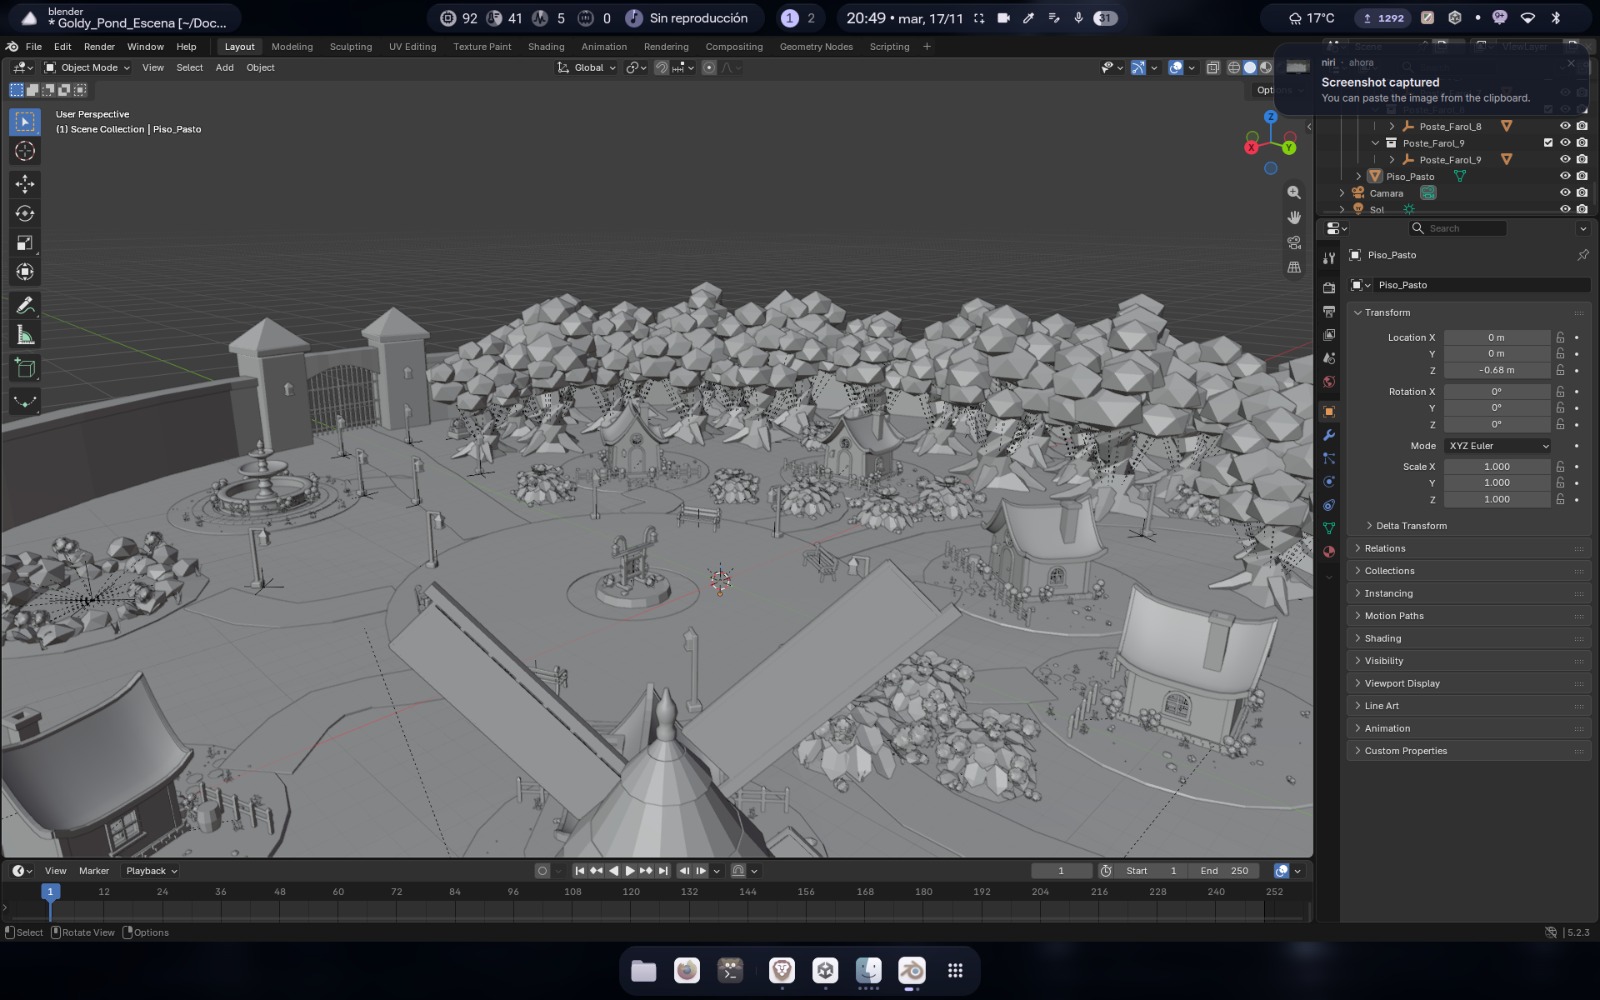 blender
* Goldy_Pond_Escena [~/Doc...
92 41 5 0 Sin reproducción
1 2
20:49 • mar, 17/11
31
17°C
1292
9+
File Edit Render Window Help
Layout Modeling Sculpting UV Editing Texture Paint Shading Animation Rendering Compositing Geometry Nodes Scripting +
Scene
ViewLayer
Object Mode View Select Add Object
Global
niri · ahora
Screenshot captured
You can paste the image from the clipboard.
User Perspective
(1) Scene Collection | Piso_Pasto
Z
X
Y
Poste_Farol_8
Poste_Farol_8
Poste_Farol_9
Poste_Farol_9
Piso_Pasto
Camara
Sol
Search
Piso_Pasto
Piso_Pasto
Transform
Location X 0 m
Y 0 m
Z -0.68 m
Rotation X 0°
Y 0°
Z 0°
Mode XYZ Euler
Scale X 1.000
Y 1.000
Z 1.000
Delta Transform
Relations
Collections
Instancing
Motion Paths
Shading
Visibility
Viewport Display
Line Art
Animation
Custom Properties
View Marker Playback
1
Start 1
End 250
1 12 24 36 48 60 72 84 96 108 120 132 144 156 168 180 192 204 216 228 240 252
Select Rotate View Options
5.2.3